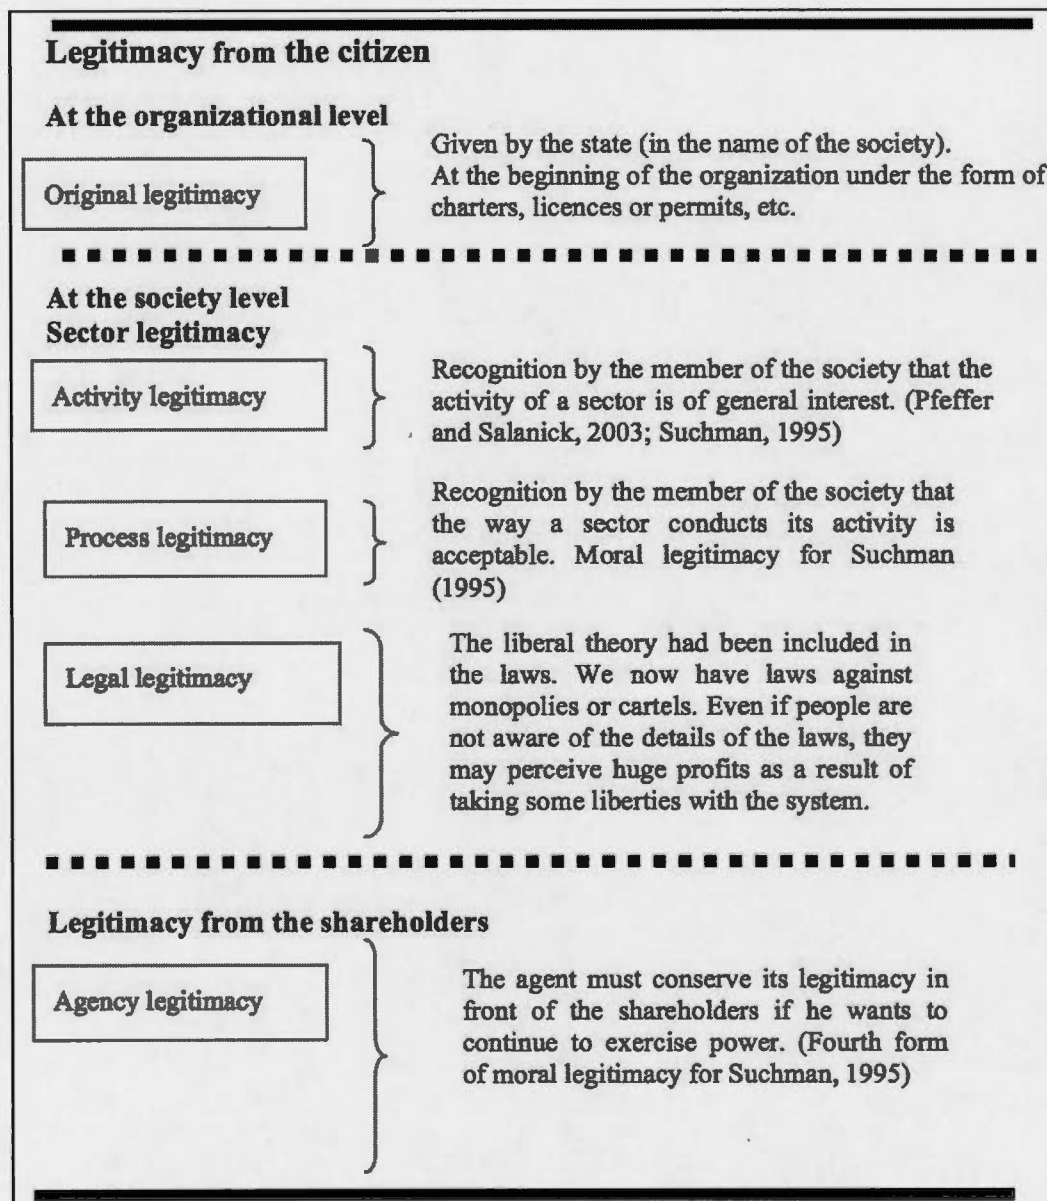 Legitimacy from the citizen
At the organizational level
Original legitimacy
Given by the state (in the name of the society).
At the beginning of the organization under the form of
charters, licences or permits, etc.
At the society level
Sector legitimacy
Activity legitimacy
Recognition by the member of the society that the
activity of a sector is of general interest. (Pfeffer
and Salanick, 2003; Suchman, 1995)
Process legitimacy
Recognition by the member of the society that
the way a sector conducts its activity is
acceptable. Moral legitimacy for Suchman
(1995)
Legal legitimacy
The liberal theory had been included in
the laws. We now have laws against
monopolies or cartels. Even if people are
not aware of the details of the laws, they
may perceive huge profits as a result of
taking some liberties with the system.
Legitimacy from the shareholders
Agency legitimacy
The agent must conserve its legitimacy in
front of the shareholders if he wants to
continue to exercise power. (Fourth form
of moral legitimacy for Suchman, 1995)